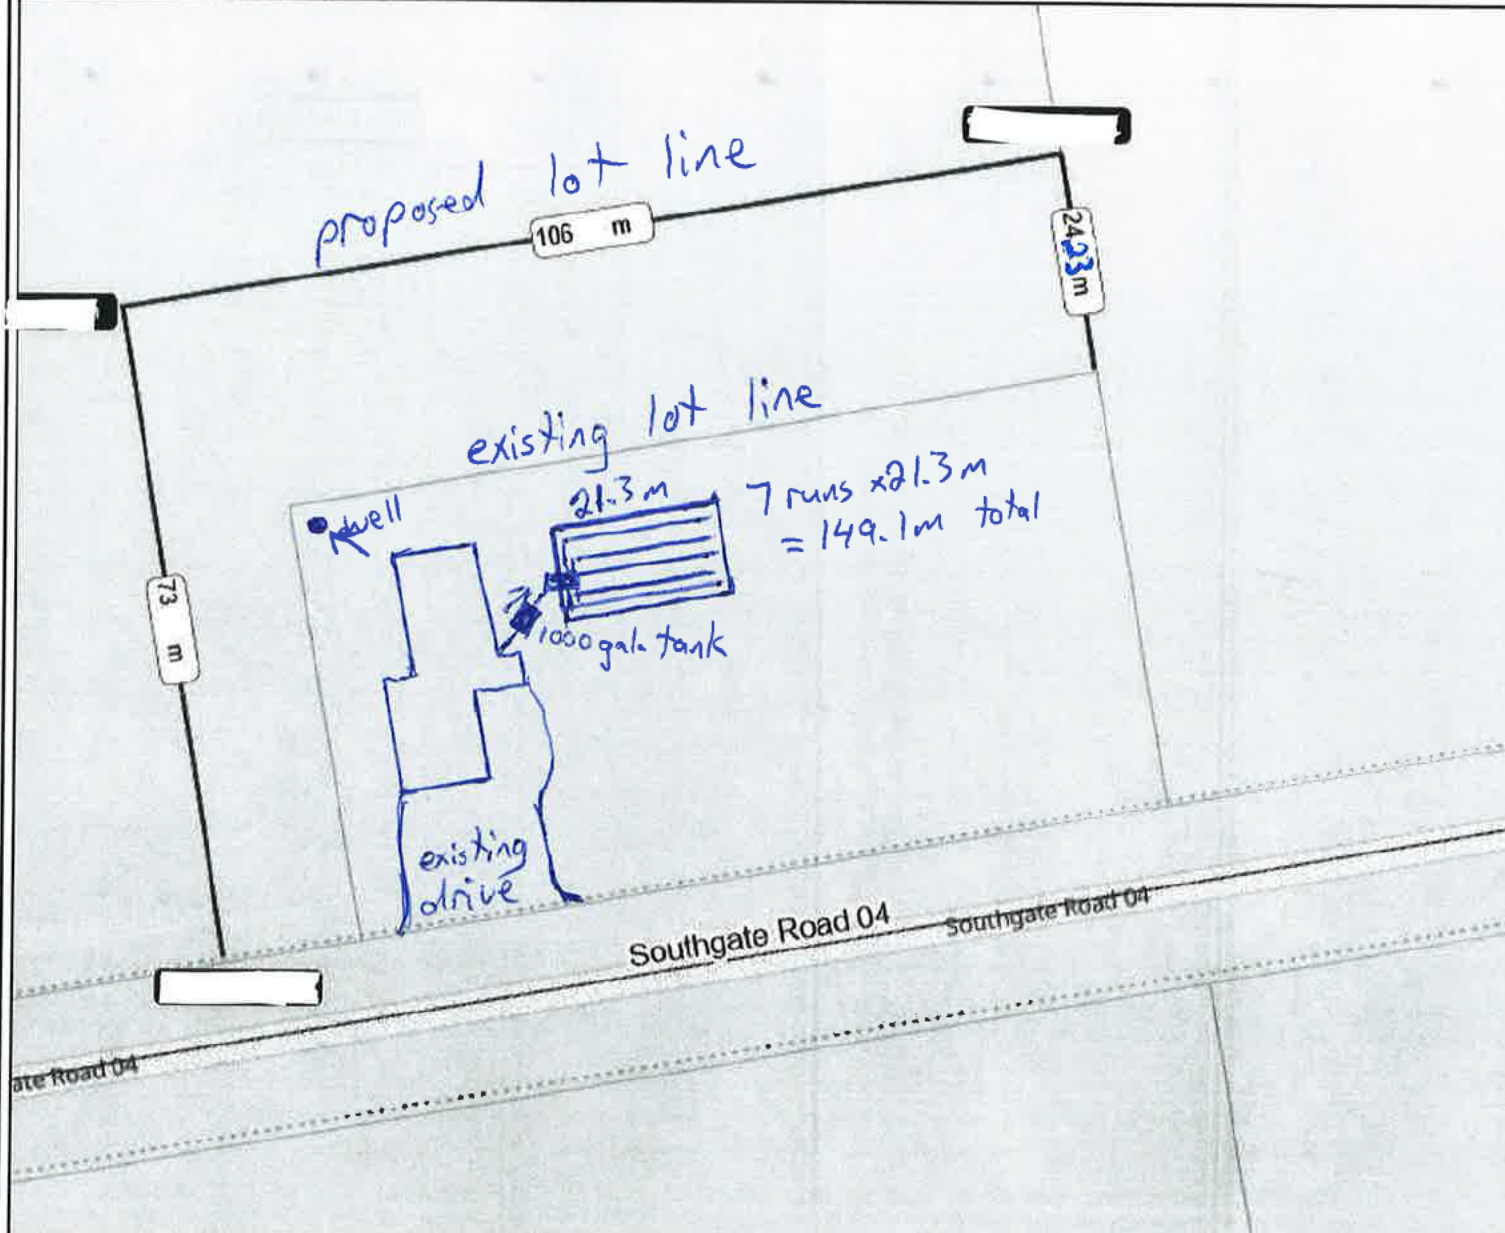 proposed lot line
106 m
24.23 m
existing lot line
21.3 m
7 runs x 21.3 m
= 149.1 m total
well
1000 gal. tank
73 m
existing
drive
Southgate Road 04
Southgate Road 04
ate Road 04